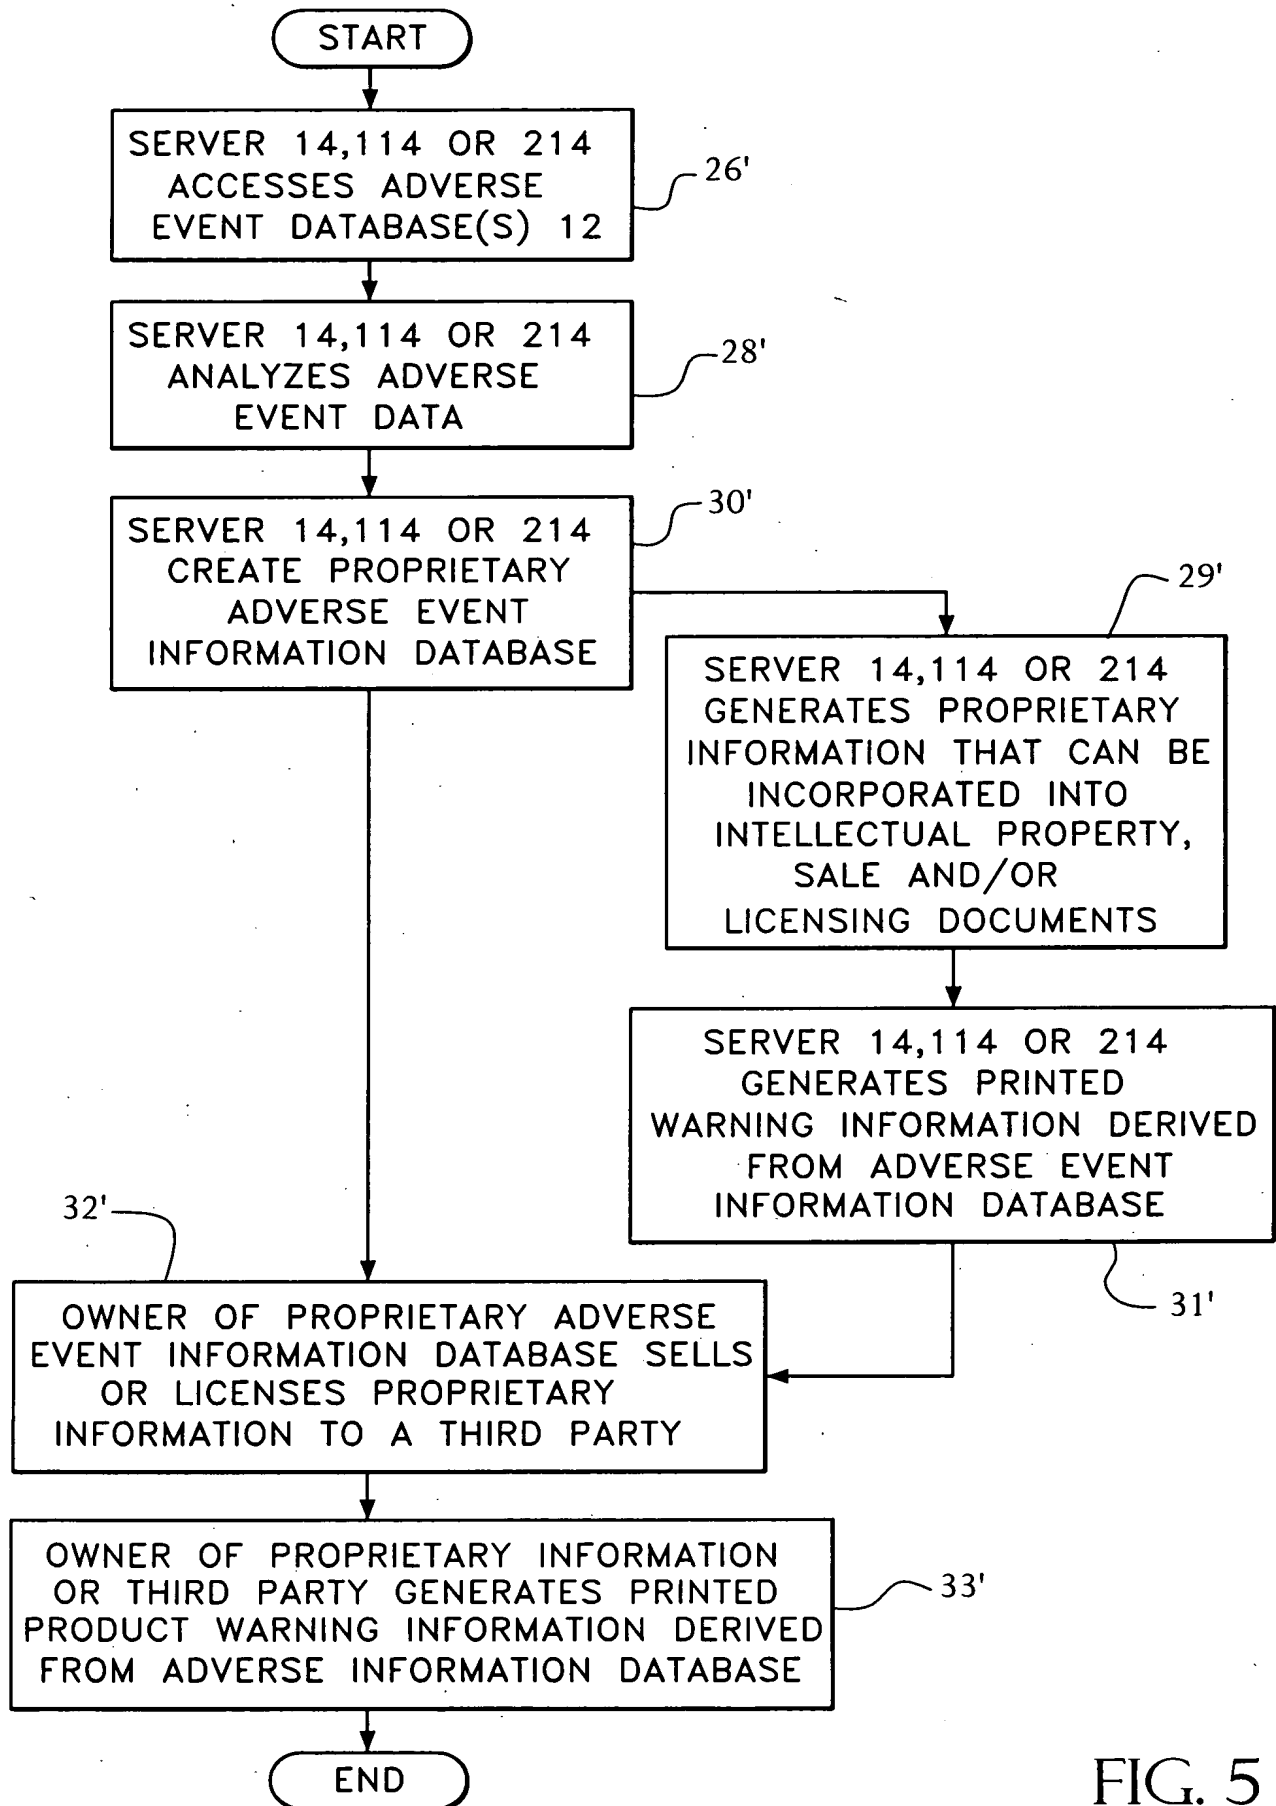 START
SERVER 14,114 OR 214
ACCESSES ADVERSE
EVENT DATABASE(S) 12
26'
SERVER 14,114 OR 214
ANALYZES ADVERSE
EVENT DATA
28'
SERVER 14,114 OR 214
CREATE PROPRIETARY
ADVERSE EVENT
INFORMATION DATABASE
30'
29'
SERVER 14,114 OR 214
GENERATES PROPRIETARY
INFORMATION THAT CAN BE
INCORPORATED INTO
INTELLECTUAL PROPERTY,
SALE AND/OR
LICENSING DOCUMENTS
SERVER 14,114 OR 214
GENERATES PRINTED
WARNING INFORMATION DERIVED
FROM ADVERSE EVENT
INFORMATION DATABASE
31'
32'
OWNER OF PROPRIETARY ADVERSE
EVENT INFORMATION DATABASE SELLS
OR LICENSES PROPRIETARY
INFORMATION TO A THIRD PARTY
OWNER OF PROPRIETARY INFORMATION
OR THIRD PARTY GENERATES PRINTED
PRODUCT WARNING INFORMATION DERIVED
FROM ADVERSE INFORMATION DATABASE
33'
END
FIG. 5